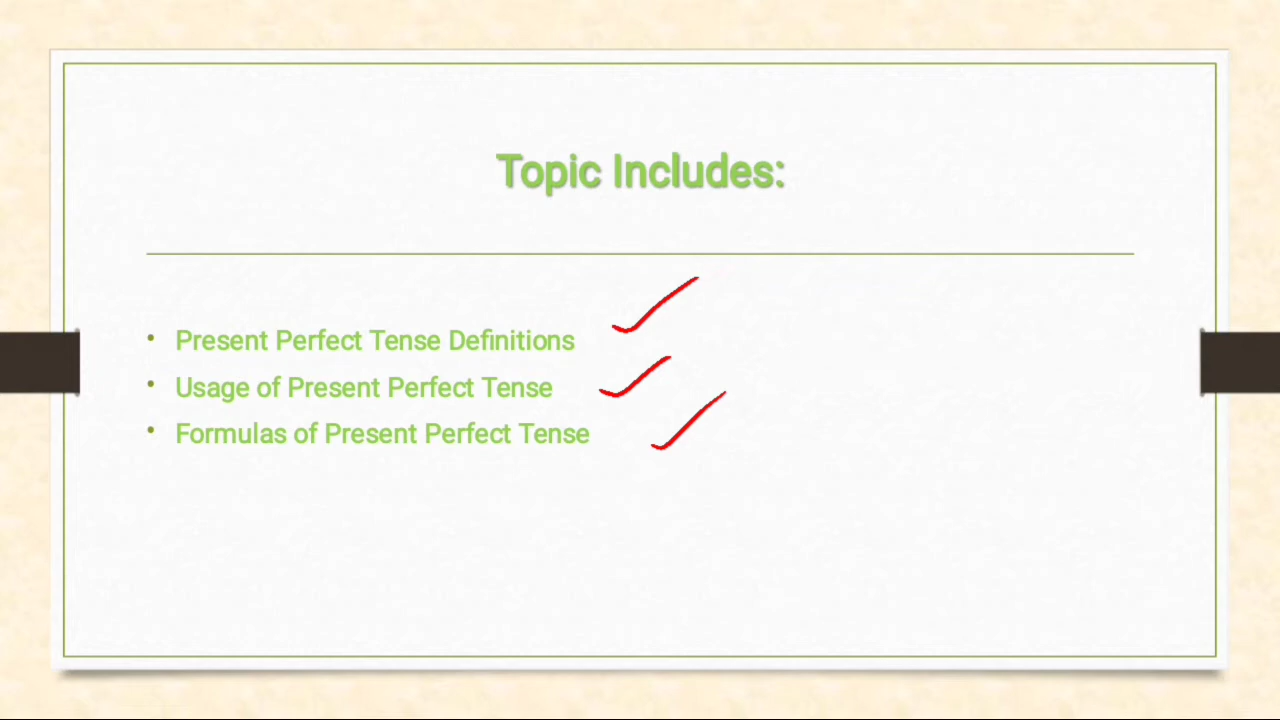 Topic Includes:
• Present Perfect Tense Definitions
• Usage of Present Perfect Tense
• Formulas of Present Perfect Tense